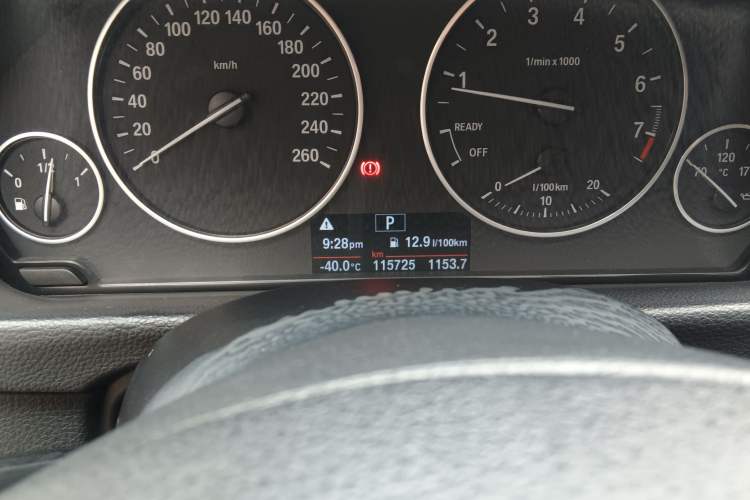 0 1/2 1
0 20 40 60 80 100 120 140 160 180 200 220 240 260
km/h
1 2 3 4 5 6 7
1/min x 1000
READY
OFF
0 10 20
l/100km
120
°C
P
9:28pm 12.9 l/100km
km
-40.0°C 115725 1153.7